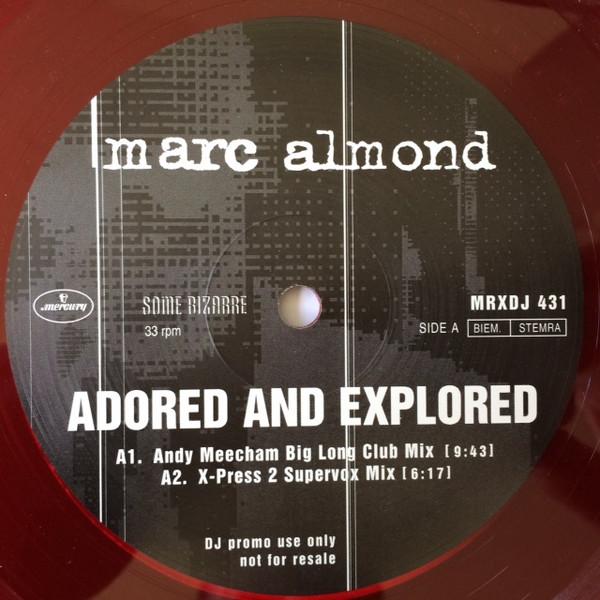 marc almond
mercury
SOME BIZARRE
33 rpm
MRXDJ 431
SIDE A BIEM. STEMRA
ADORED AND EXPLORED
A1. Andy Meecham Big Long Club Mix [9:43]
A2. X-Press 2 Supervox Mix [6:17]
DJ promo use only
not for resale